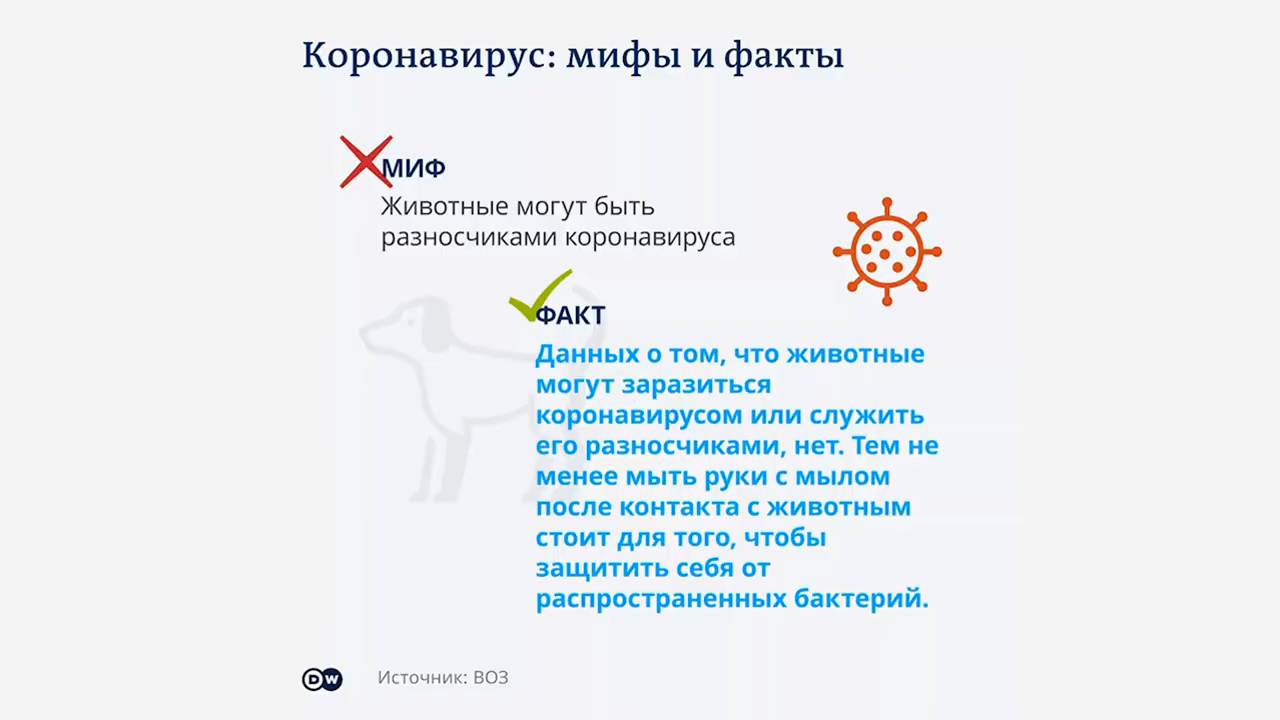 Коронавирус: мифы и факты
МИФ
Животные могут быть
разносчиками коронавируса
ФАКТ
Данных о том, что животные
могут заразиться
коронавирусом или служить
его разносчиками, нет. Тем не
менее мыть руки с мылом
после контакта с животным
стоит для того, чтобы
защитить себя от
распространенных бактерий.
DW
Источник: ВОЗ